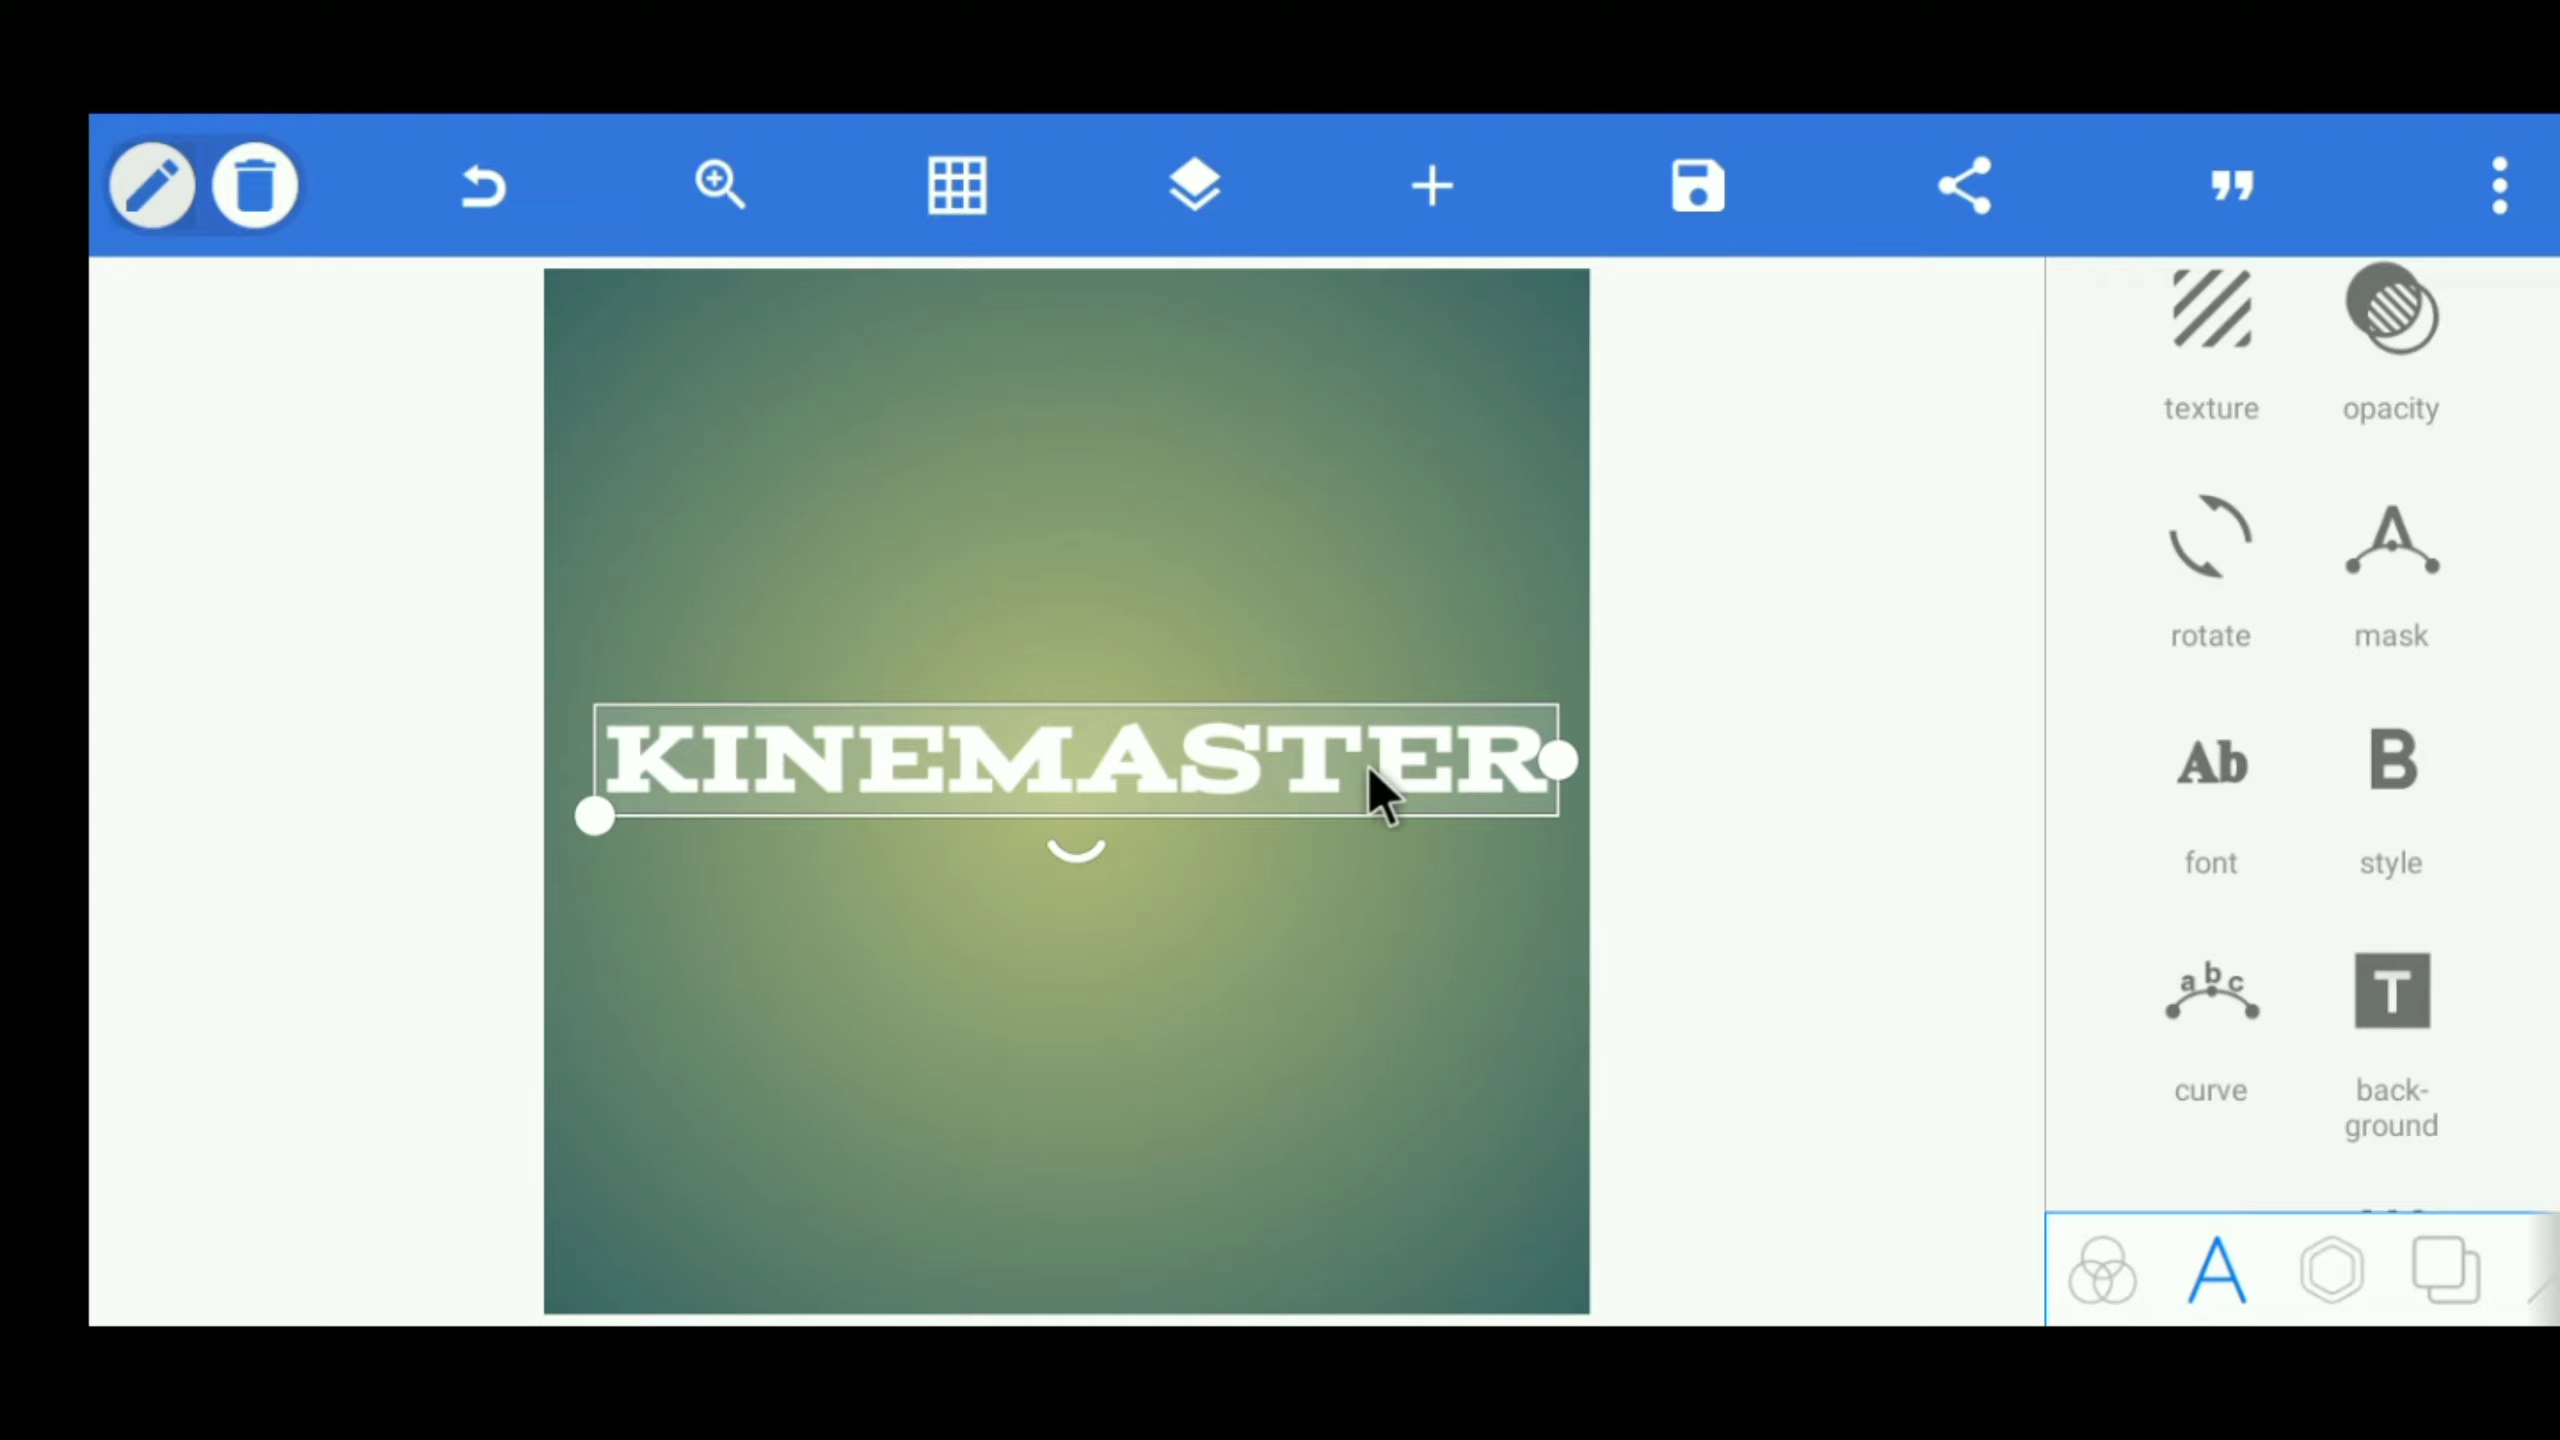 texture
opacity
rotate
mask
KINEMASTER
Ab
B
font
style
abc
T
curve
back-
ground
A